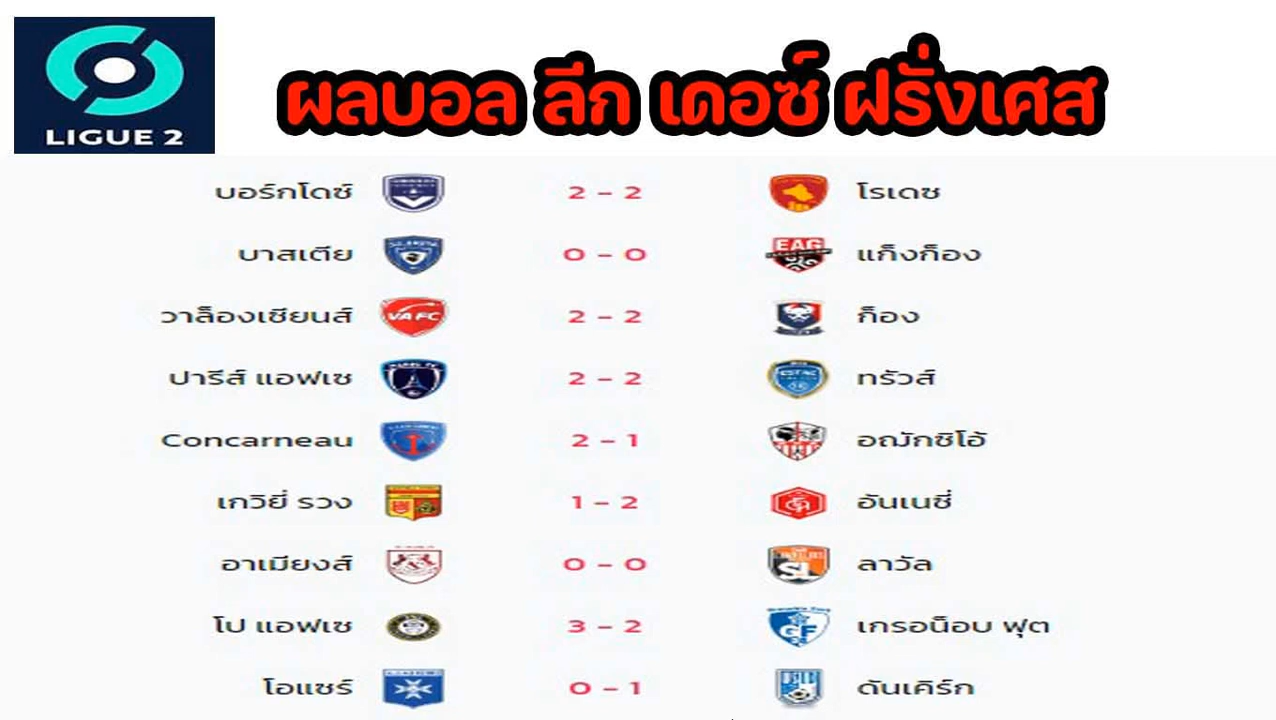 LIGUE 2
ผลบอล ลีก เดอซ์ ฝรั่งเศส
บอร์กโดซ์ 2 - 2 โรเดซ
บาสเตีย 0 - 0 EAG แก็งก็อง
วาล็องเซียนส์ VA FC 2 - 2 ก็อง
ปารีส์ แอฟเซ 2 - 2 ทรัวส์
Concarneau 2 - 1 อฌักซิโอ้
เกวิยี่ รวง 1 - 2 อันเนซี่
อาเมียงส์ 0 - 0 SL ลาวัล
โป แอฟเซ 3 - 2 GF เกรอน็อบ ฟุต
โอแซร์ 0 - 1 ดันเคิร์ก